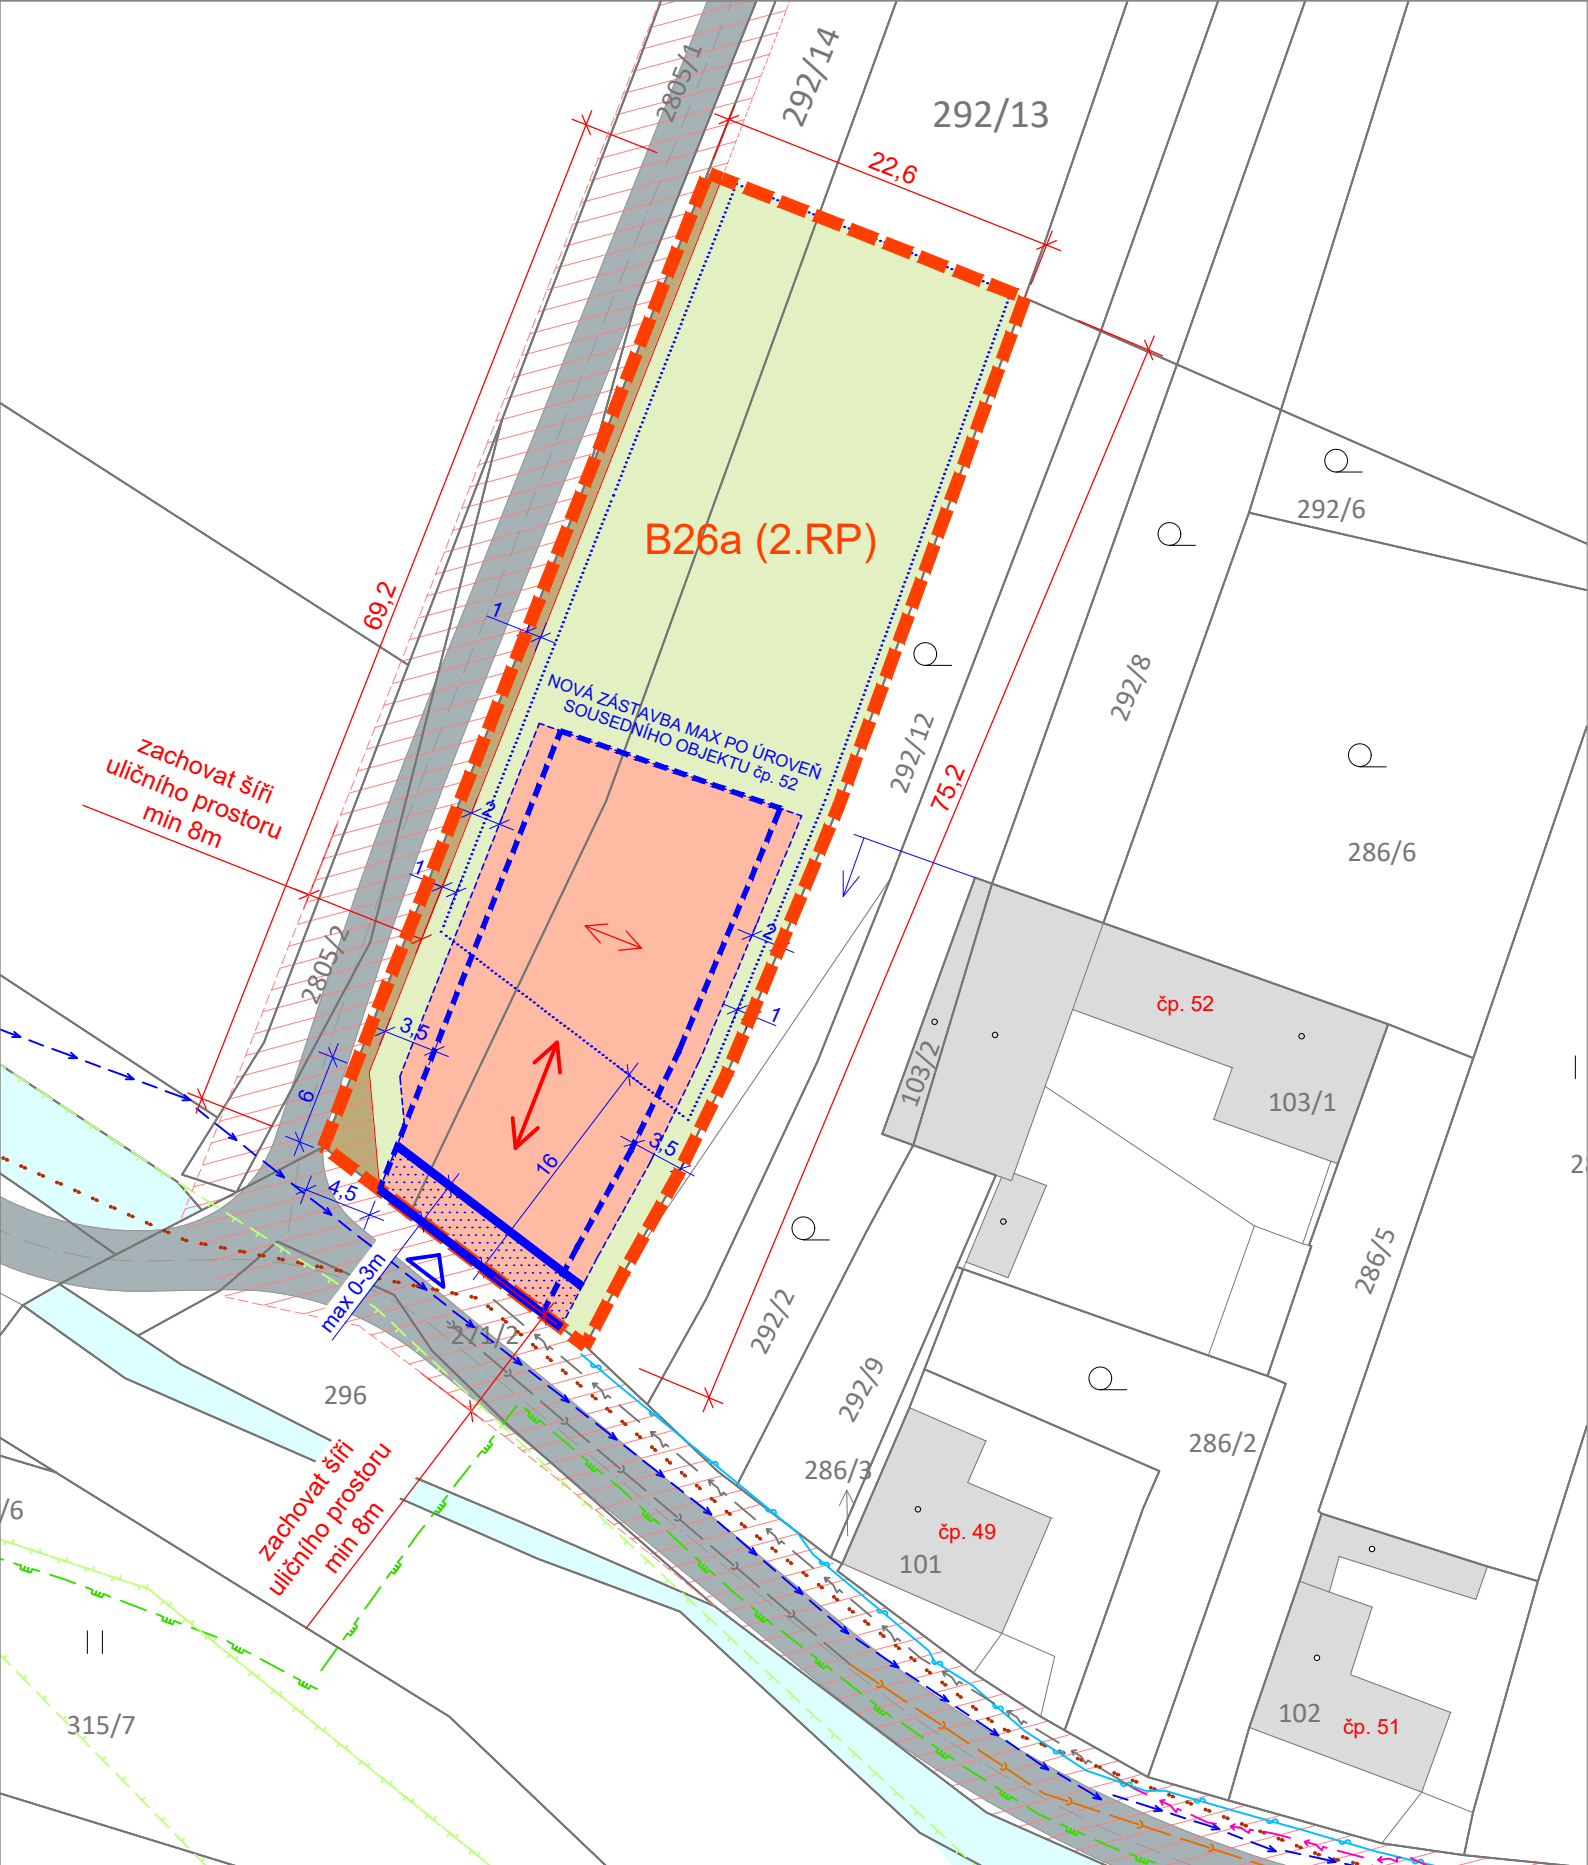 2805/1
292/14
292/13
22,6
292/6
B26a (2.RP)
69,2
1
292/8
NOVÁ ZÁSTAVBA MAX PO ÚROVEŇ
SOUSEDNÍHO OBJEKTU čp. 52
292/12
75,2
zachovat šíři
uličního prostoru
min 8m
2
286/6
1
2
2805/2
1
čp. 52
3,5
103/2
103/1
6
3,5
16
4,5
286/5
max 0-3m
292/2
296
292/9
zachovat šíři
uličního prostoru
min 8m
286/2
286/3
/6
čp. 49
101
315/7
102
čp. 51